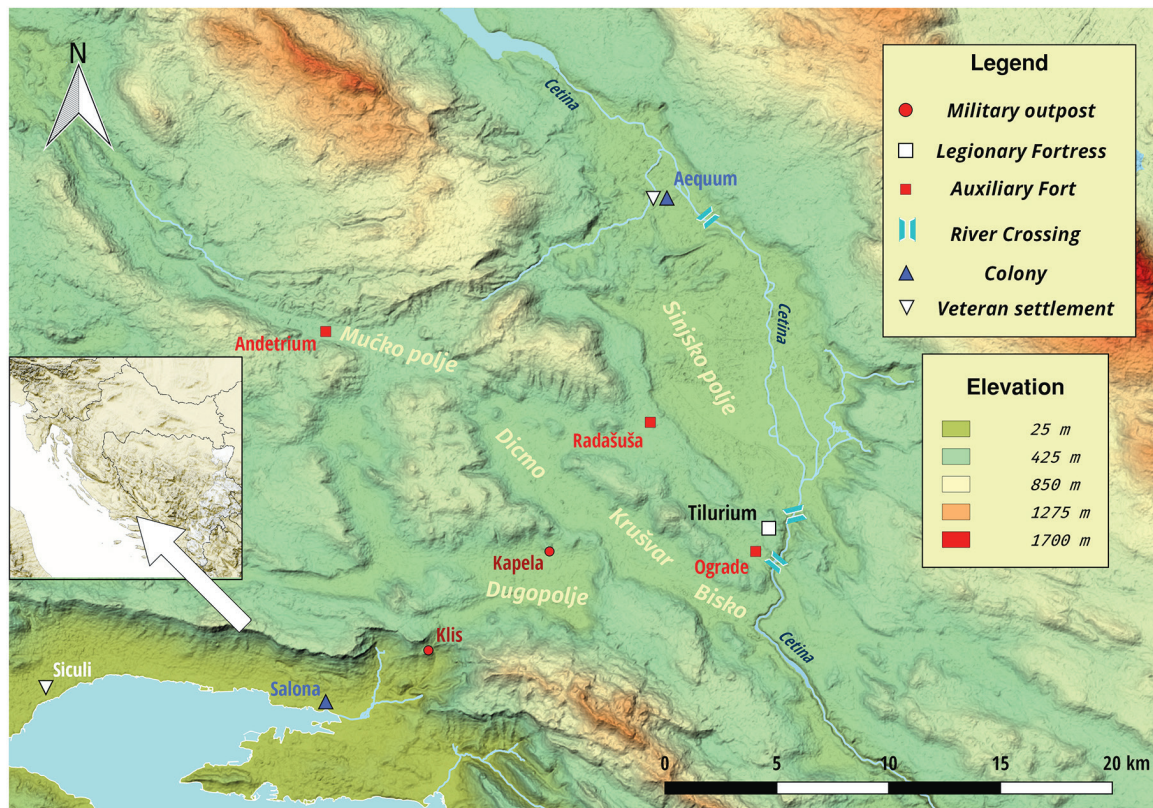 N
Cetina
Aequum
Cetina
Sinjsko polje
Andetrium
Mućko polje
Radašuša
Dicmo
Tilurium
Krušvar
Kapela
Ograde
Dugopolje
Bisko
Klis
Cetina
Siculi
Salona
Legend
Military outpost
Legionary Fortress
Auxiliary Fort
River Crossing
Colony
Veteran settlement
Elevation
25 m
425 m
850 m
1275 m
1700 m
0 5 10 15 20 km